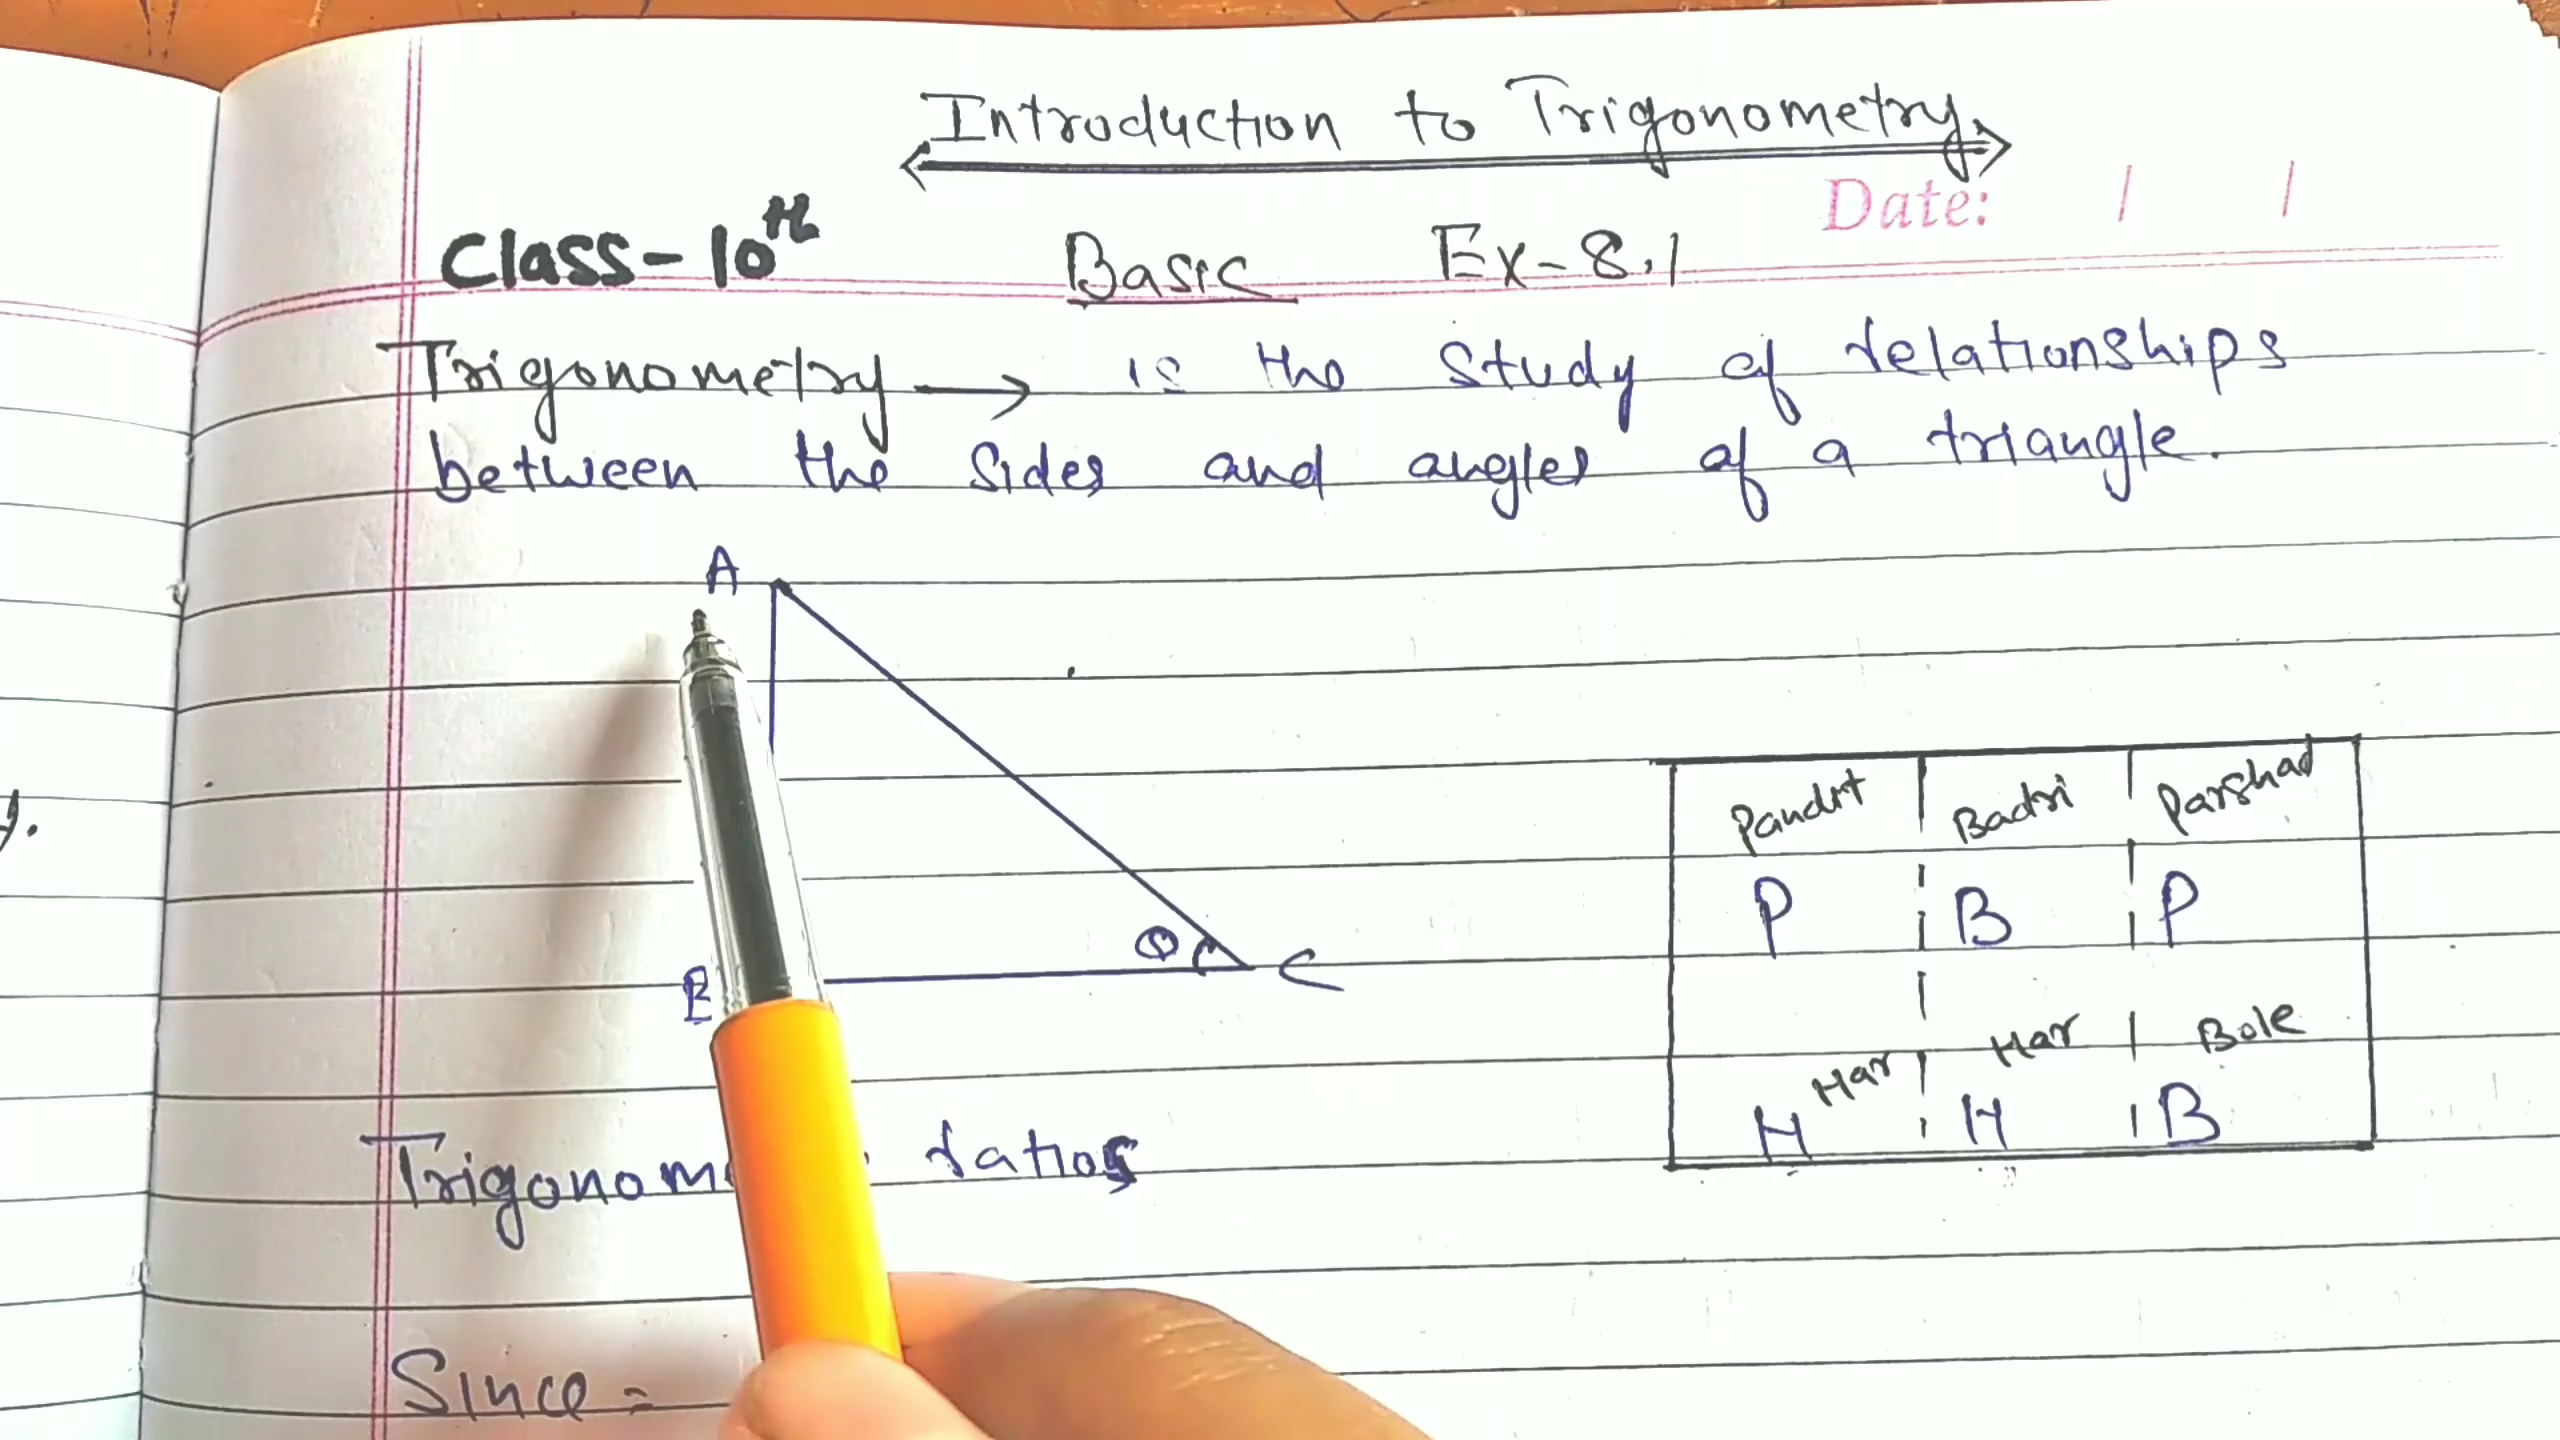 Introduction to Trigonometry
Date: / /
Class-10th Basic Ex-8.1
Trigonometry → is the study of relationships
between the sides and angles of a triangle.
A
B
θ
C
Pandit Badri Parshad
P B P
Har Har Bole
H H B
ratios
Since =